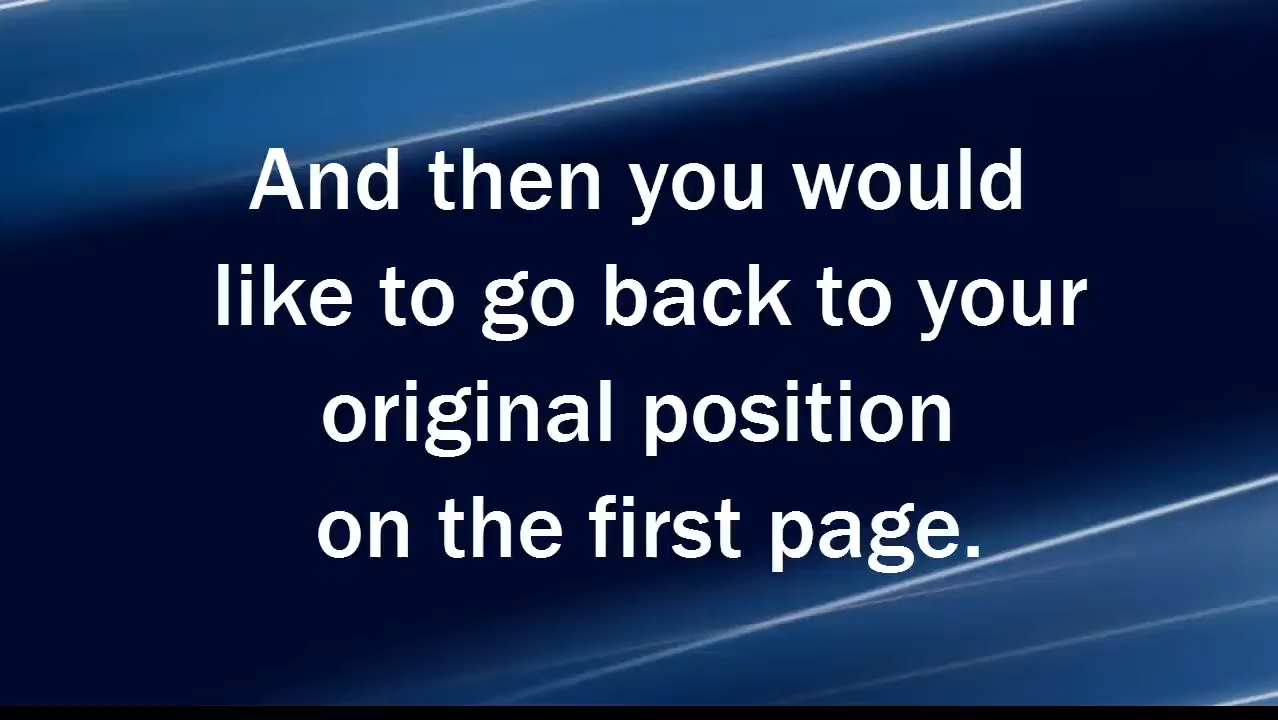 And then you would
like to go back to your
original position
on the first page.